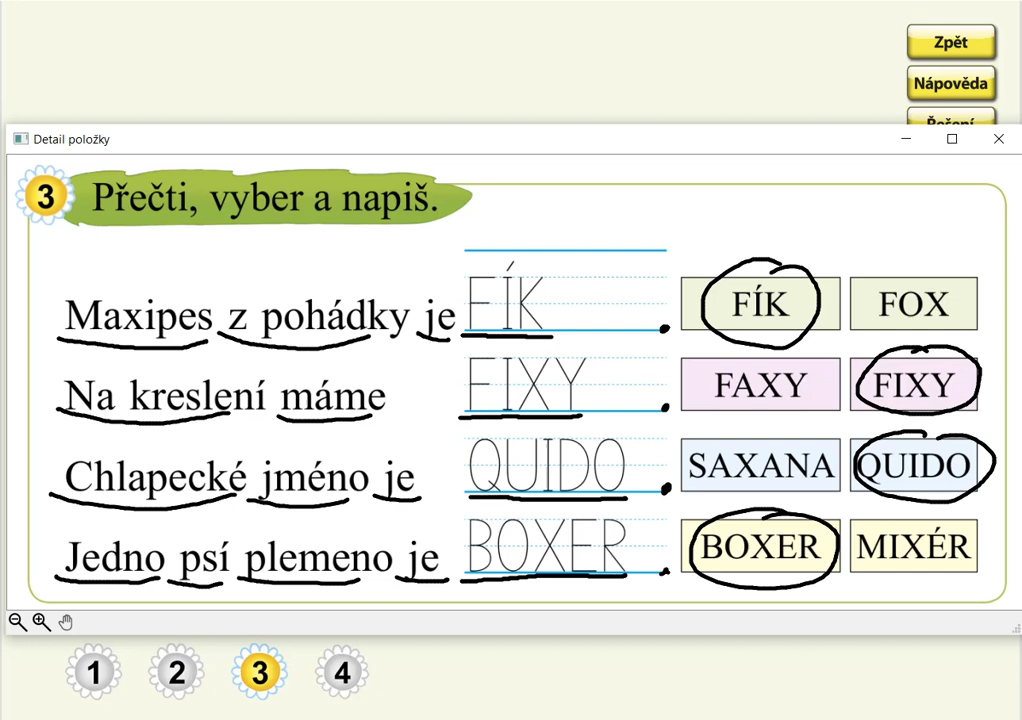 Zpět
Nápověda
Řešení
Detail položky
3 Přečti, vyber a napiš.
Maxipes z pohádky je FÍK. FÍK FOX
Na kreslení máme FIXY. FAXY FIXY
Chlapecké jméno je QUIDO. SAXANA QUIDO
Jedno psí plemeno je BOXER. BOXER MIXÉR
1 2 3 4